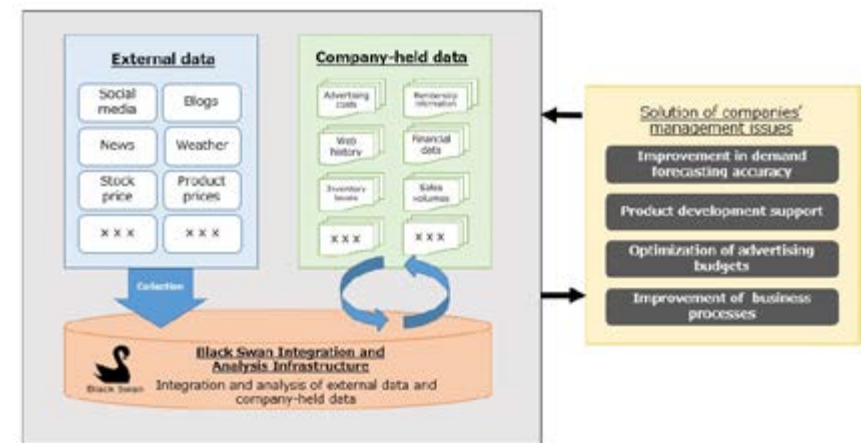 External data
Social
media
Blogs
News
Weather
Stock
price
Product
prices
x x x
x x x
Collection
Company-held data
Advertising
costs
Membership
information
Web
history
Financial
data
Inventory
levels
Sales
volumes
x x x
x x x
Black Swan
Black Swan Integration and
Analysis Infrastructure
Integration and analysis of external data and
company-held data
Solution of companies'
management issues
Improvement in demand
forecasting accuracy
Product development support
Optimization of advertising
budgets
Improvement of business
processes